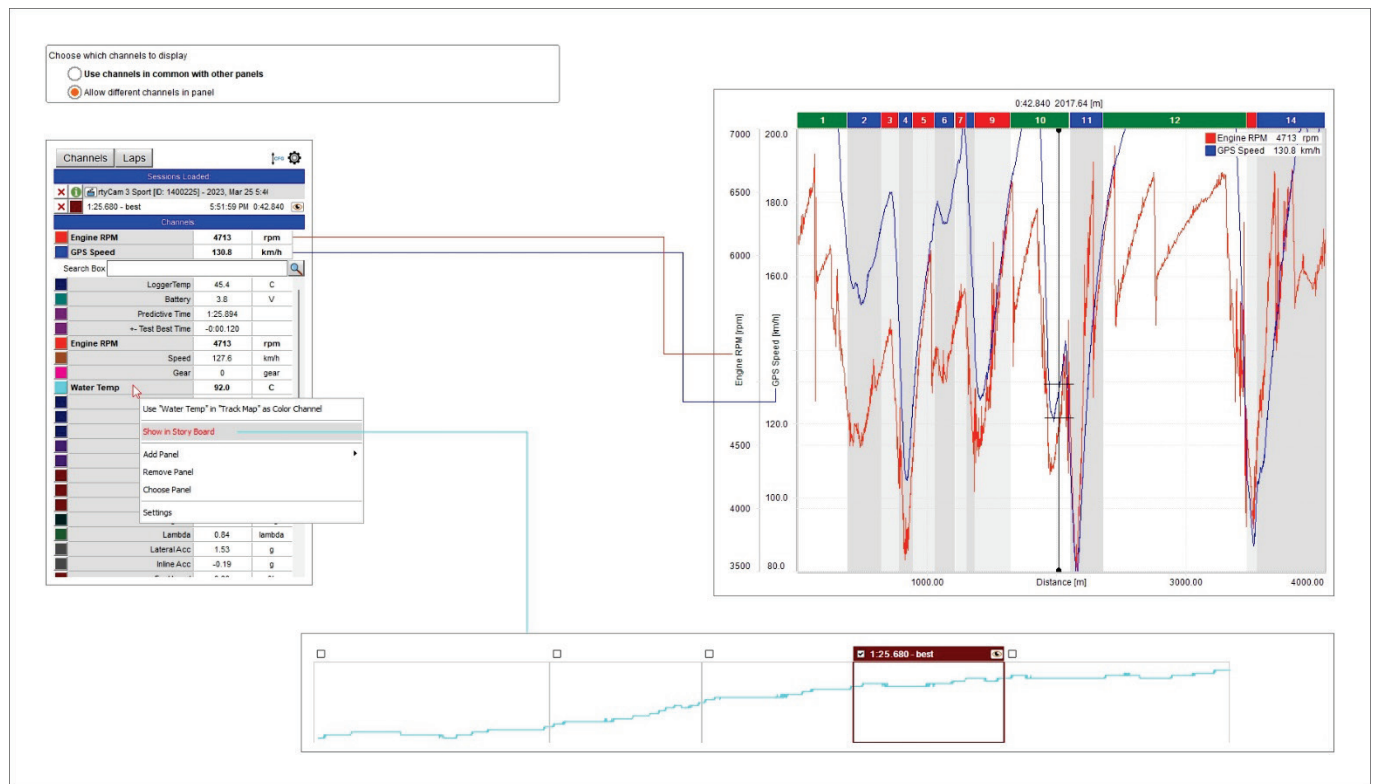 Choose which channels to display
Use channels in common with other panels
Allow different channels in panel
Channels Laps
Sessions Loaded
rtyCam 3 Sport [ID: 1400225] - 2023, Mar 25 5:4
1:25.680 - best 5:51:59 PM 0:42.840
Channels
Engine RPM 4713 rpm
GPS Speed 130.8 km/h
Search Box
LoggerTemp 45.4 C
Battery 3.8 V
Predictive Time 1:25.894
+- Test Best Time -0:00.120
Engine RPM 4713 rpm
Speed 127.6 km/h
Gear 0 gear
Water Temp 92.0 C
Use "Water Temp" in "Track Map" as Color Channel
Show in Story Board
Add Panel
Remove Panel
Choose Panel
Settings
Lambda 0.84 lambda
Lateral Acc 1.53 g
Inline Acc -0.19 g
0:42.840 2017.64 [m]
1 2 3 4 5 6 7 9 10 11 12 14
Engine RPM 4713 rpm
GPS Speed 130.8 km/h
7000 200.0
6500
180.0
6000
160.0
Engine RPM [rpm]
GPS Speed [km/h]
120.0
4500
100.0
4000
3500 80.0
1000.00 Distance [m] 3000.00 4000.00
1:25.680 - best